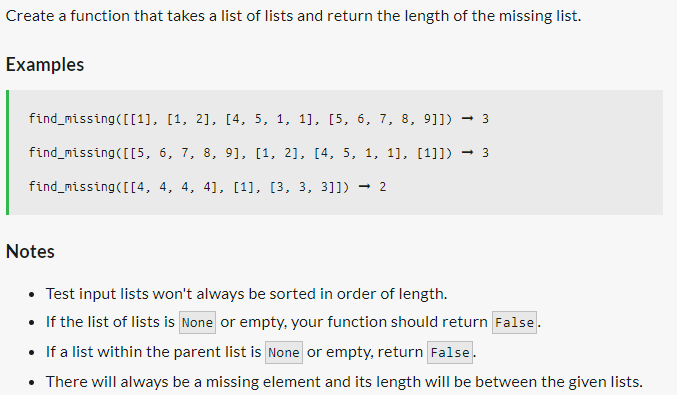 Create a function that takes a list of lists and return the length of the missing list.
Examples
find_missing([[1], [1, 2], [4, 5, 1, 1], [5, 6, 7, 8, 9]]) ➞ 3
find_missing([[5, 6, 7, 8, 9], [1, 2], [4, 5, 1, 1], [1]]) ➞ 3
find_missing([[4, 4, 4, 4], [1], [3, 3, 3]]) ➞ 2
Notes
• Test input lists won't always be sorted in order of length.
• If the list of lists is None or empty, your function should return False.
• If a list within the parent list is None or empty, return False.
• There will always be a missing element and its length will be between the given lists.